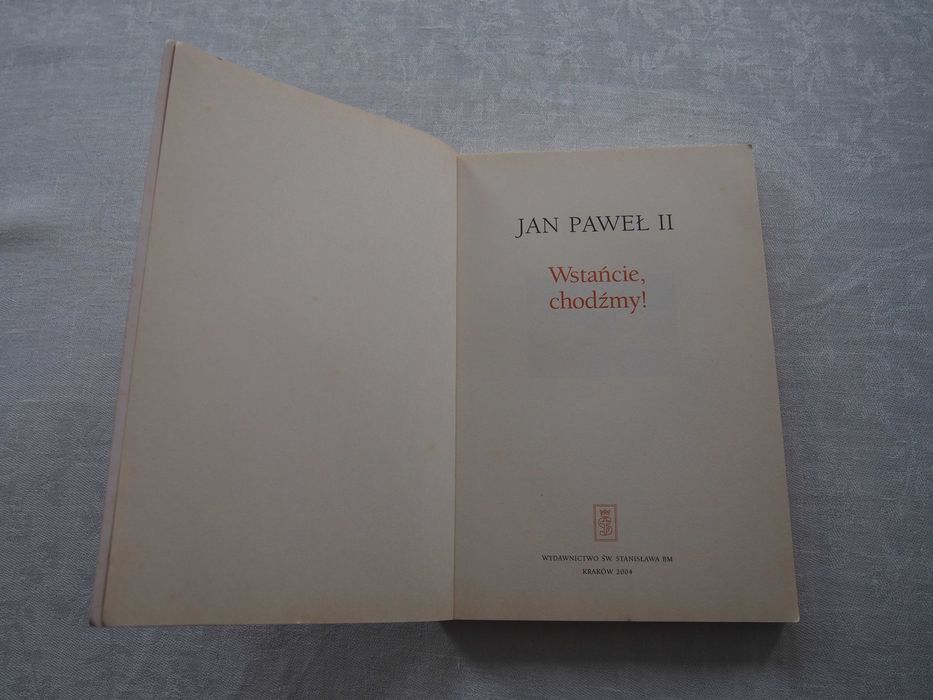 JAN PAWEŁ II
Wstańcie,
chodźmy!
WYDAWNICTWO ŚW. STANISŁAWA BM
KRAKÓW 2004